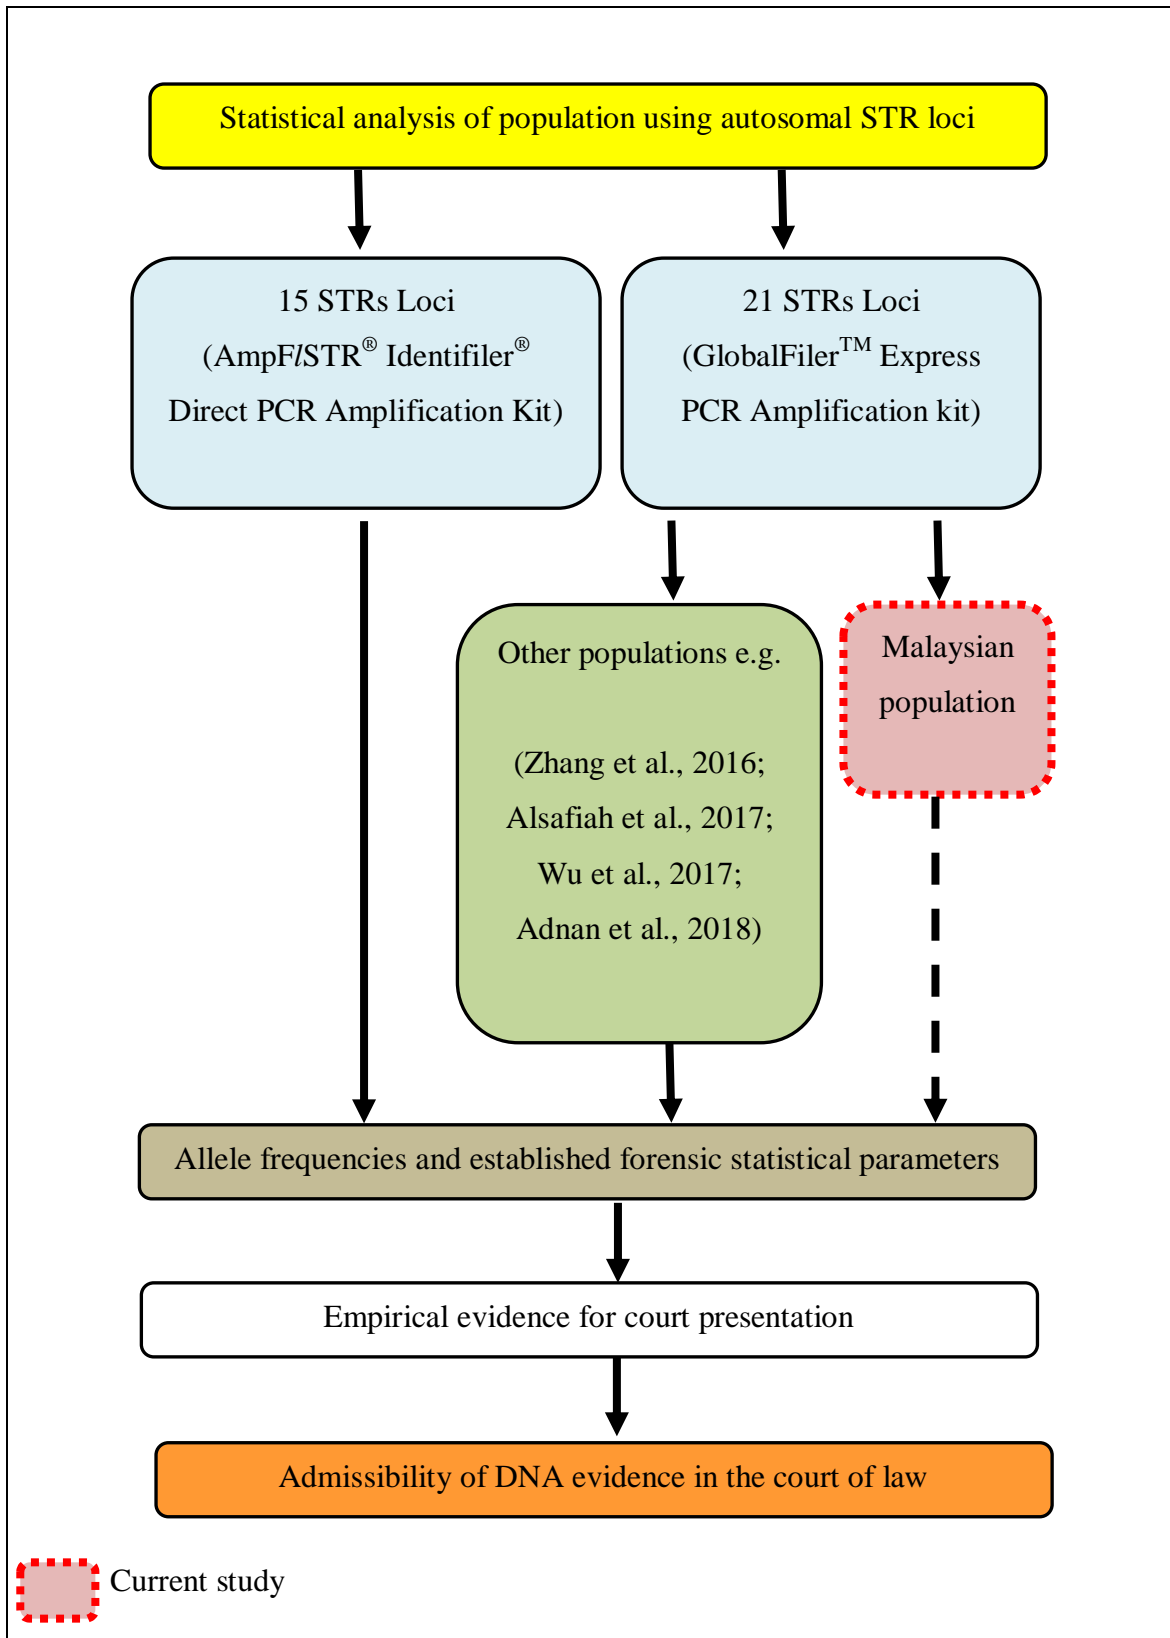 Statistical analysis of population using autosomal STR loci
15 STRs Loci
(AmpFlSTR® Identifiler®
Direct PCR Amplification Kit)
21 STRs Loci
(GlobalFiler™ Express
PCR Amplification kit)
Other populations e.g.
(Zhang et al., 2016;
Alsafiah et al., 2017;
Wu et al., 2017;
Adnan et al., 2018)
Malaysian
population
Allele frequencies and established forensic statistical parameters
Empirical evidence for court presentation
Admissibility of DNA evidence in the court of law
Current study